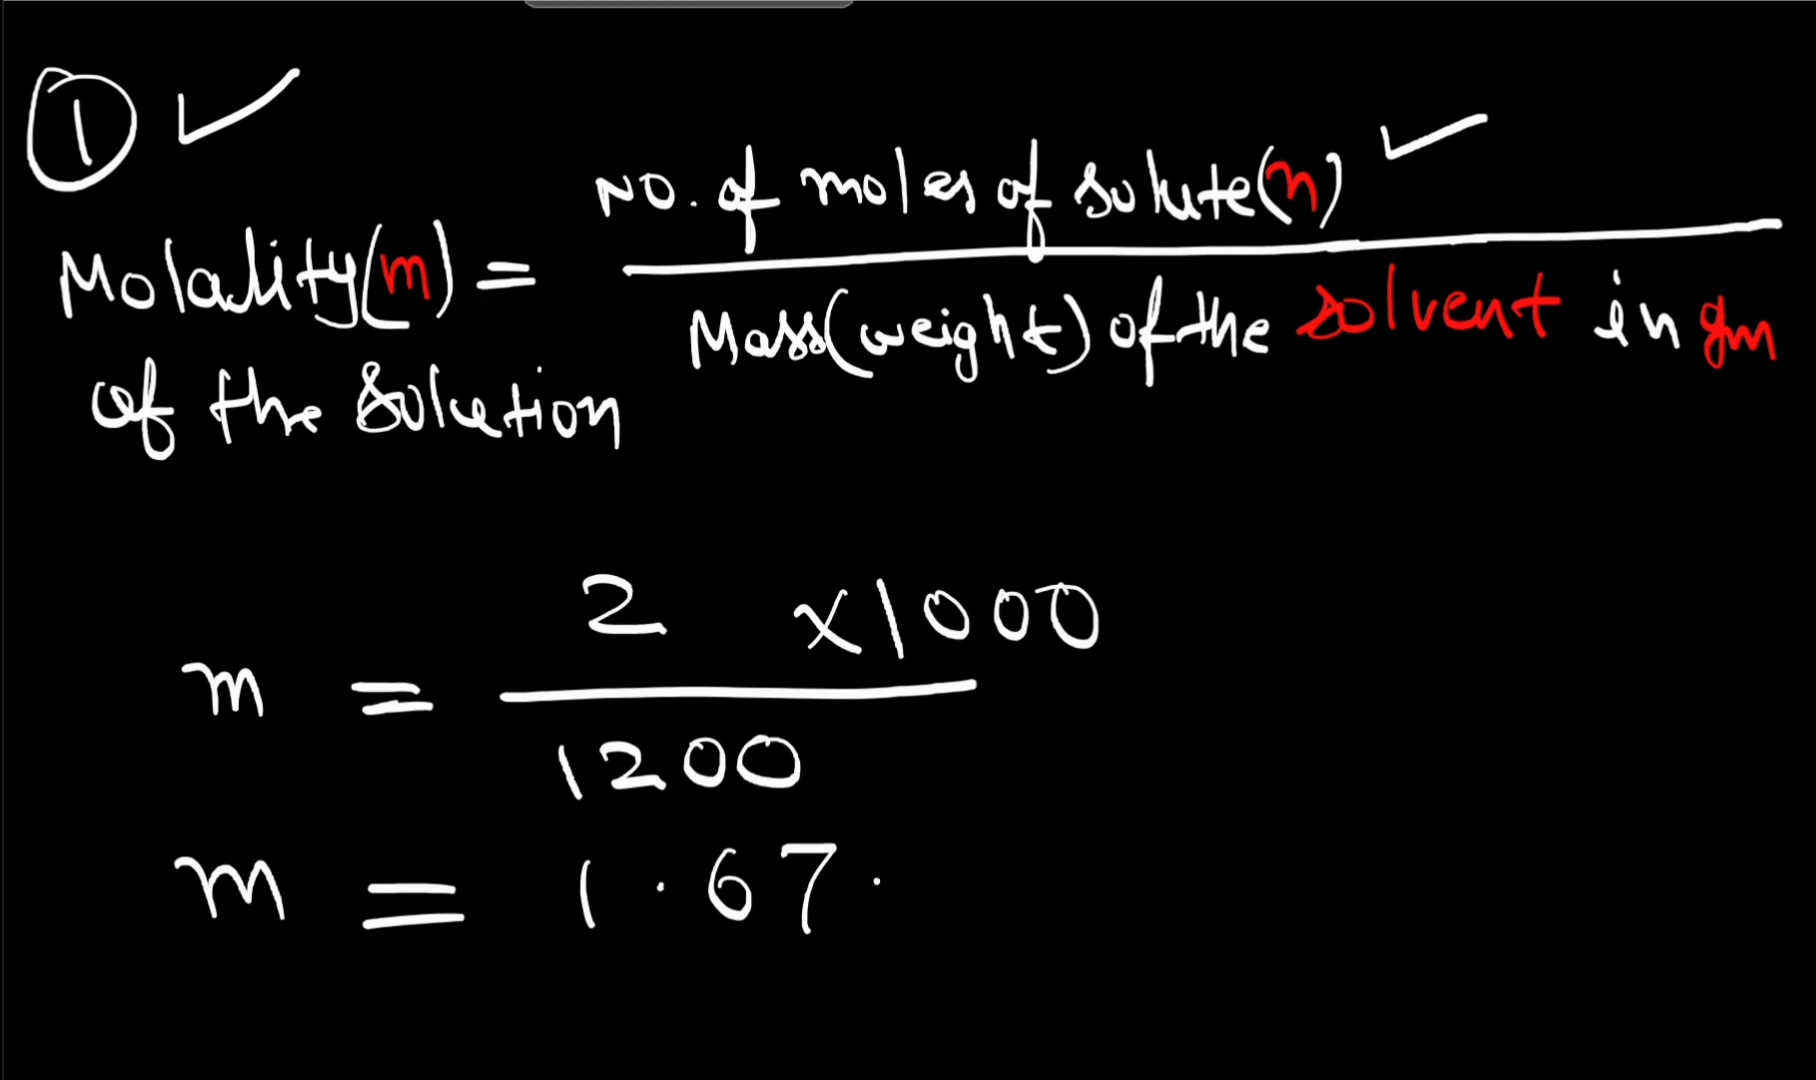 1
No. of moles of solute(n)
Molality(m) =
Mass(weight) of the solvent in gm
of the solution
2 x1000
m =
1200
m = 1.67.